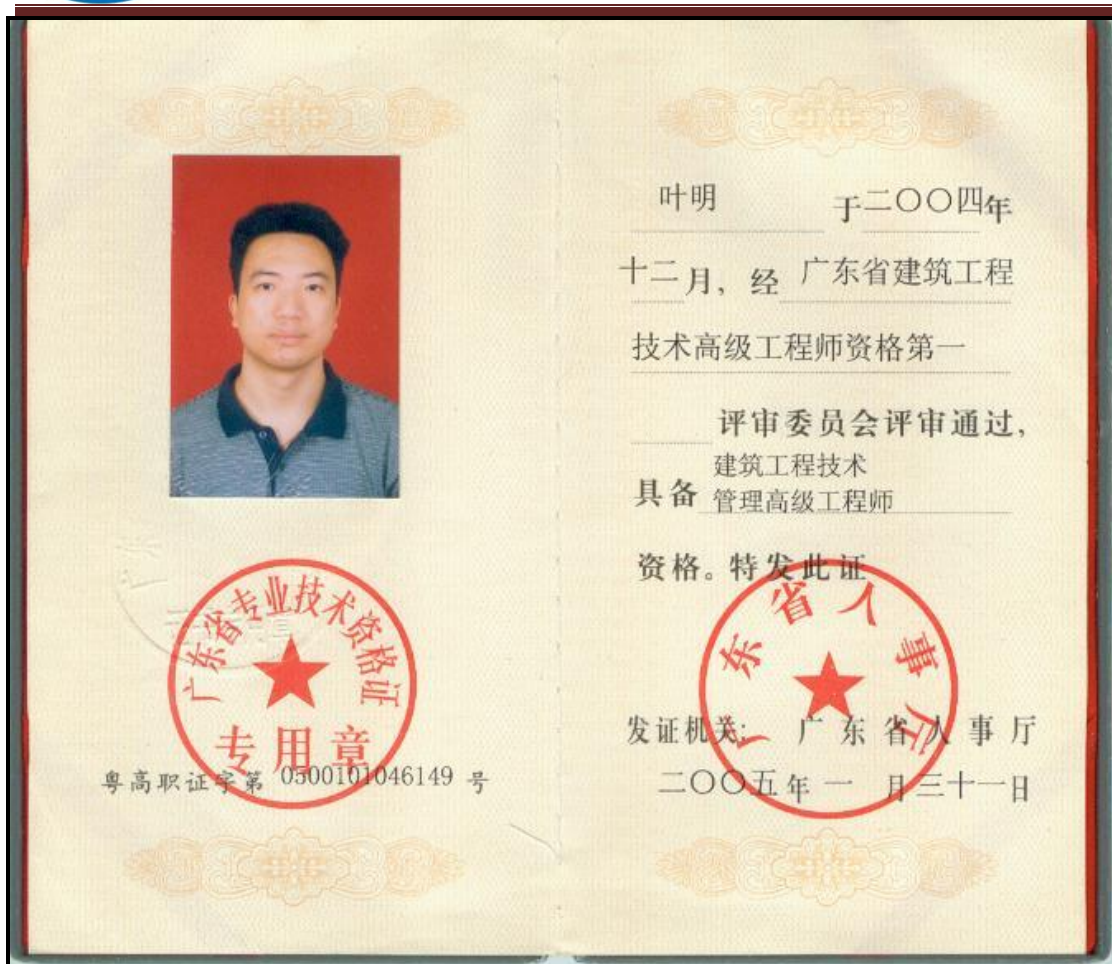 广东省专业技术资格证
专用章
粤高职证字第 0500101046149 号
叶明 于二〇〇四年
十二月，经 广东省建筑工程
技术高级工程师资格第一
评审委员会评审通过，
建筑工程技术
具备 管理高级工程师
资格。特发此证
广东省人事厅
发证机关： 广东省人事厅
二〇〇五年 一 月三十一日